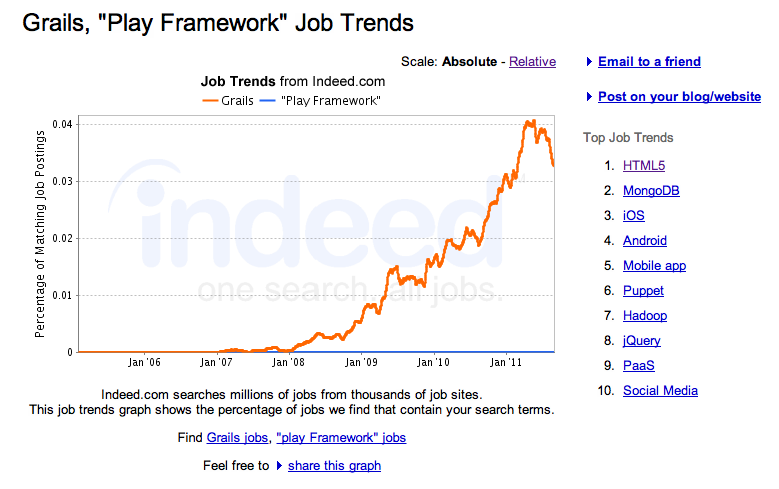 Grails, "Play Framework" Job Trends
Scale: Absolute - Relative
Job Trends from Indeed.com
Grails "Play Framework"
Percentage of Matching Job Postings
0.04
0.03
0.02
0.01
0
indeed
one search. all jobs.
Jan '06 Jan '07 Jan '08 Jan '09 Jan '10 Jan '11
Indeed.com searches millions of jobs from thousands of job sites.
This job trends graph shows the percentage of jobs we find that contain your search terms.
Find Grails jobs, "play Framework" jobs
Feel free to share this graph
Email to a friend
Post on your blog/website
Top Job Trends
1. HTML5
2. MongoDB
3. iOS
4. Android
5. Mobile app
6. Puppet
7. Hadoop
8. jQuery
9. PaaS
10. Social Media